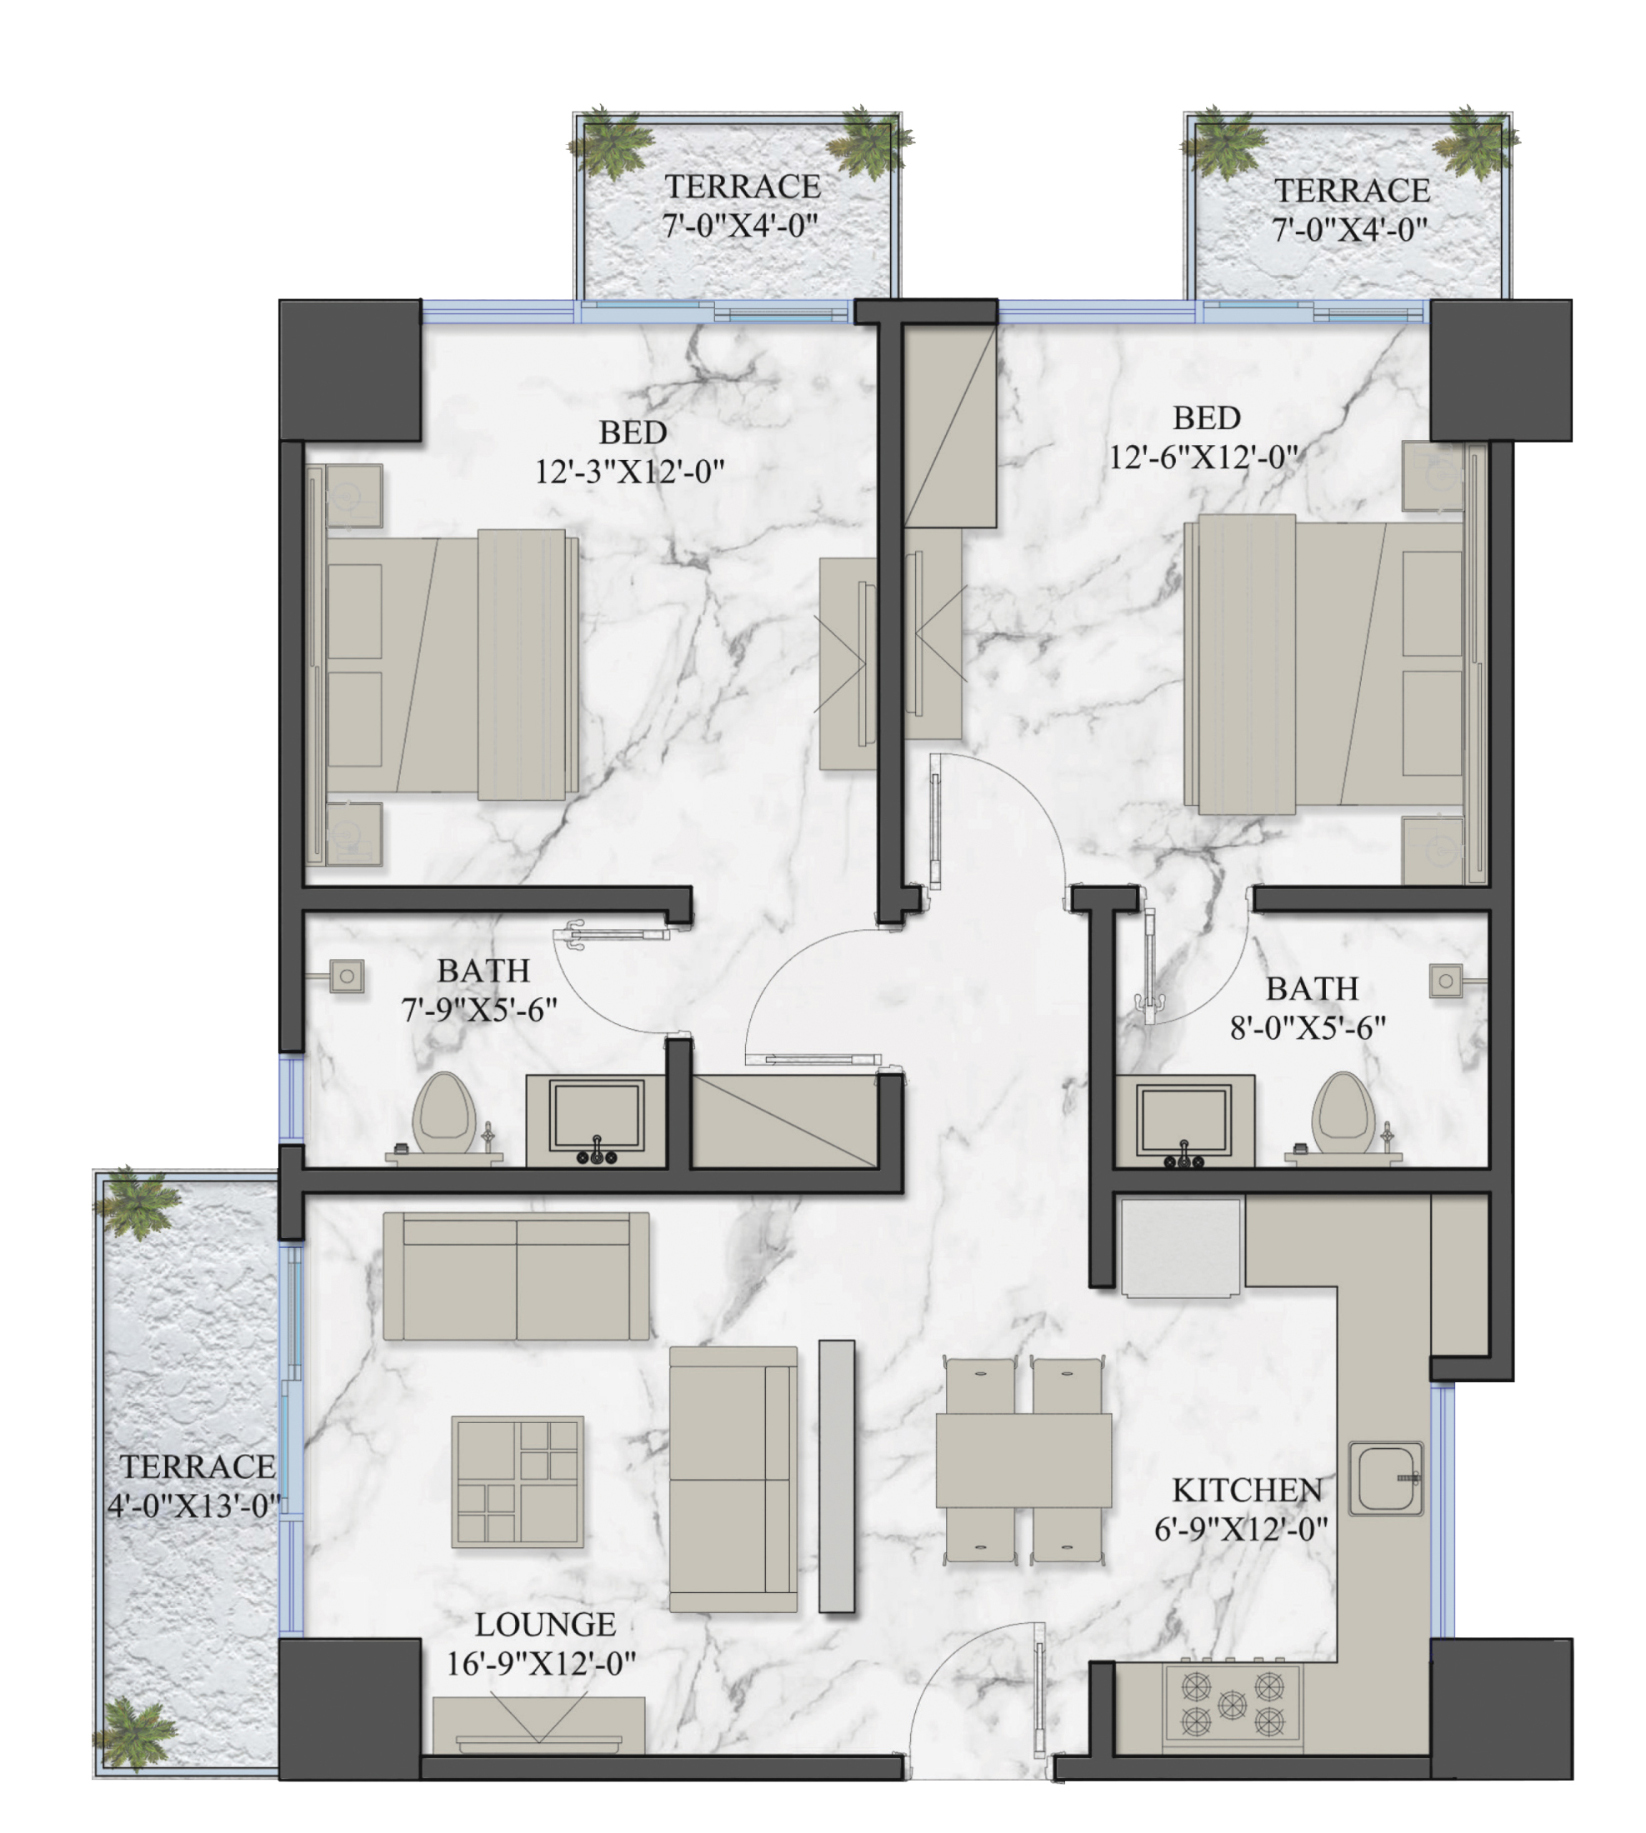 TERRACE
7'-0"X4'-0"
TERRACE
7'-0"X4'-0"
BED
12'-3"X12'-0"
BED
12'-6"X12'-0"
BATH
7'-9"X5'-6"
BATH
8'-0"X5'-6"
TERRACE
4'-0"X13'-0"
KITCHEN
6'-9"X12'-0"
LOUNGE
16'-9"X12'-0"